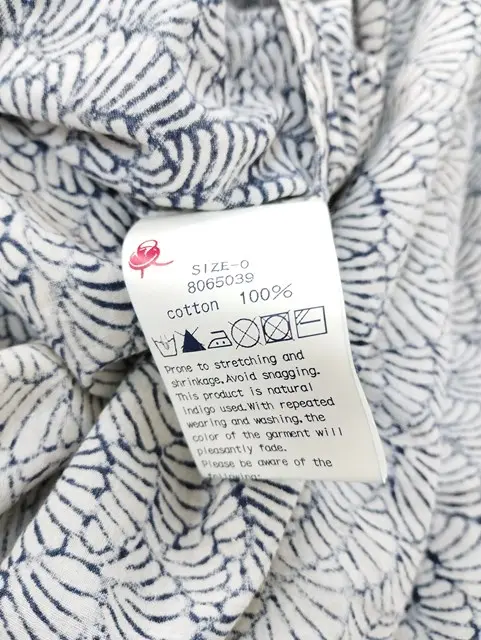 SIZE-0
8065039
cotton 100%
Prone to stretching and
shrinkage. Avoid snagging.
This product is natural
indigo used. With repeated
wearing and washing, the
color of the garment will
pleasantly fade.
Please be aware of the
following: